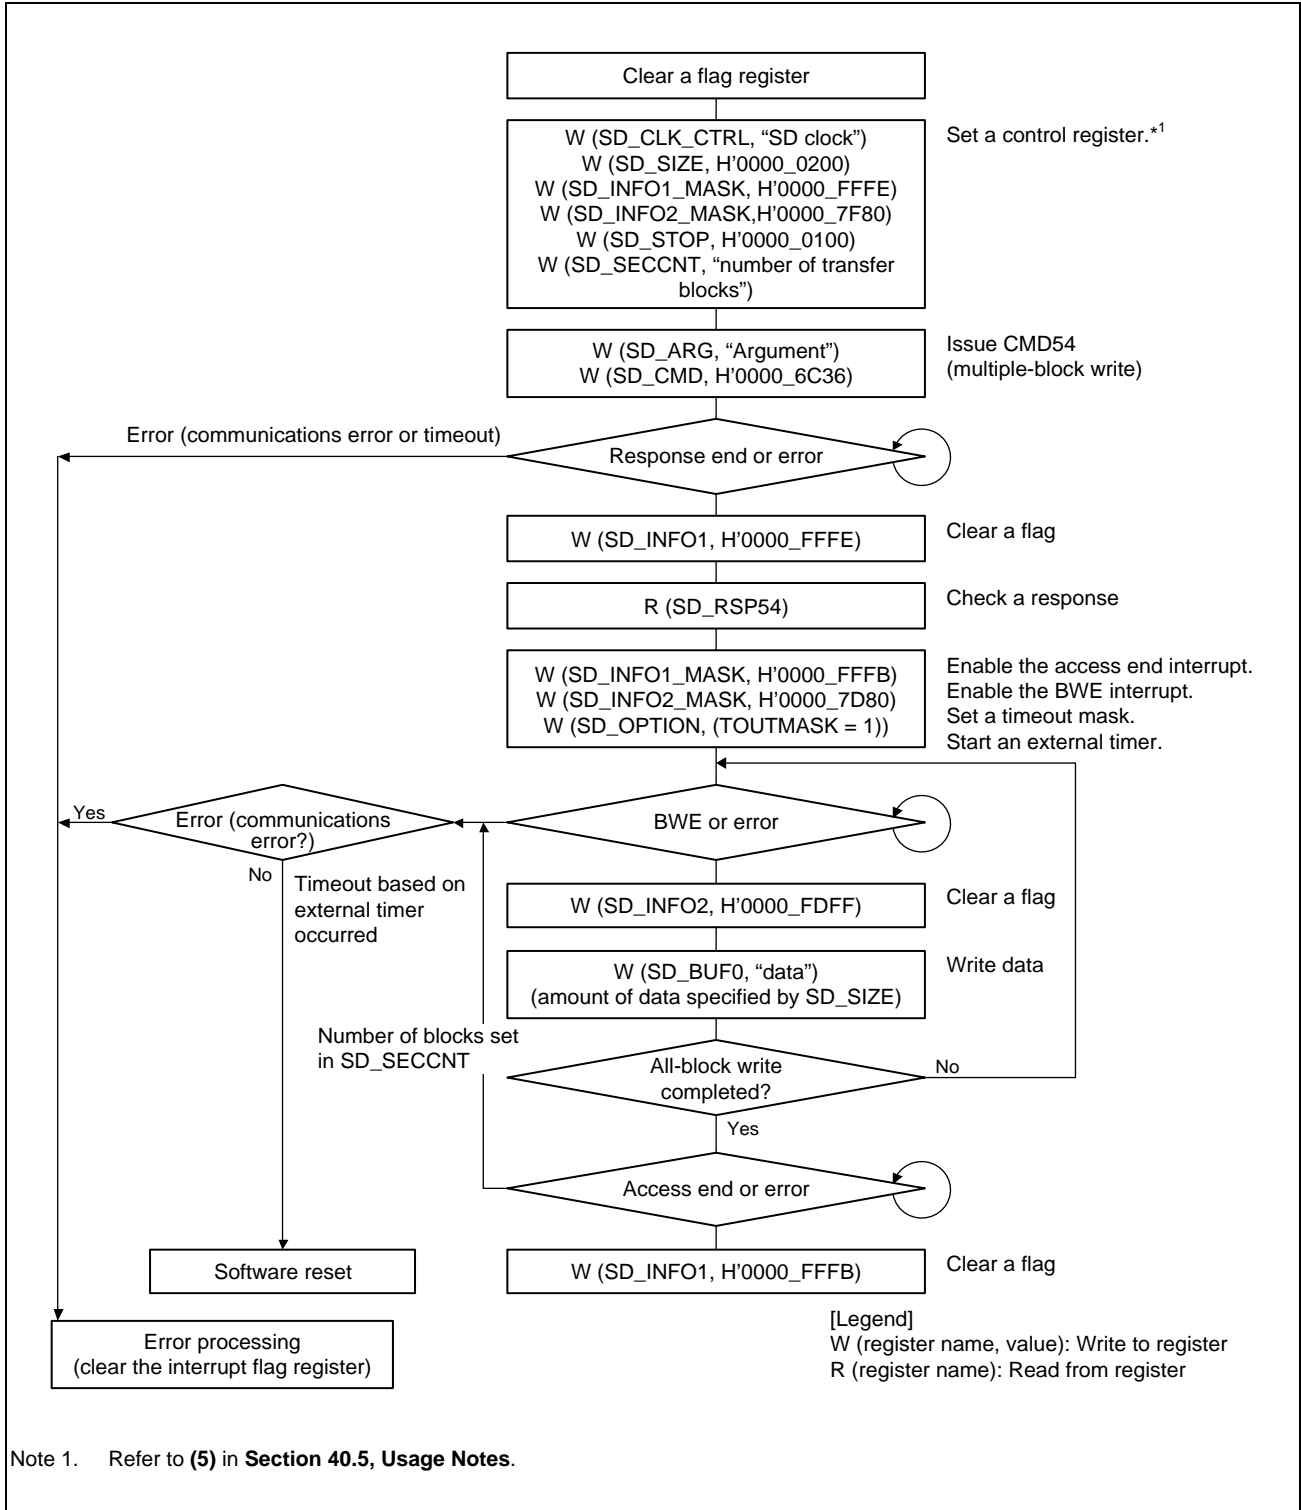 Clear a flag register
W (SD_CLK_CTRL, “SD clock”)
W (SD_SIZE, H’0000_0200)
W (SD_INFO1_MASK, H’0000_FFFE)
W (SD_INFO2_MASK,H’0000_7F80)
W (SD_STOP, H’0000_0100)
W (SD_SECCNT, “number of transfer
blocks”)
Set a control register.*1
W (SD_ARG, “Argument”)
W (SD_CMD, H’0000_6C36)
Issue CMD54
(multiple-block write)
Error (communications error or timeout)
Response end or error
W (SD_INFO1, H’0000_FFFE)
Clear a flag
R (SD_RSP54)
Check a response
W (SD_INFO1_MASK, H’0000_FFFB)
W (SD_INFO2_MASK, H’0000_7D80)
W (SD_OPTION, (TOUTMASK = 1))
Enable the access end interrupt.
Enable the BWE interrupt.
Set a timeout mask.
Start an external timer.
Yes
Error (communications
error?)
BWE or error
No
Timeout based on
external timer
occurred
W (SD_INFO2, H’0000_FDFF)
Clear a flag
W (SD_BUF0, “data”)
(amount of data specified by SD_SIZE)
Write data
Number of blocks set
in SD_SECCNT
All-block write
completed?
No
Yes
Access end or error
Software reset
W (SD_INFO1, H’0000_FFFB)
Clear a flag
Error processing
(clear the interrupt flag register)
[Legend]
W (register name, value): Write to register
R (register name): Read from register
Note 1. Refer to (5) in Section 40.5, Usage Notes.